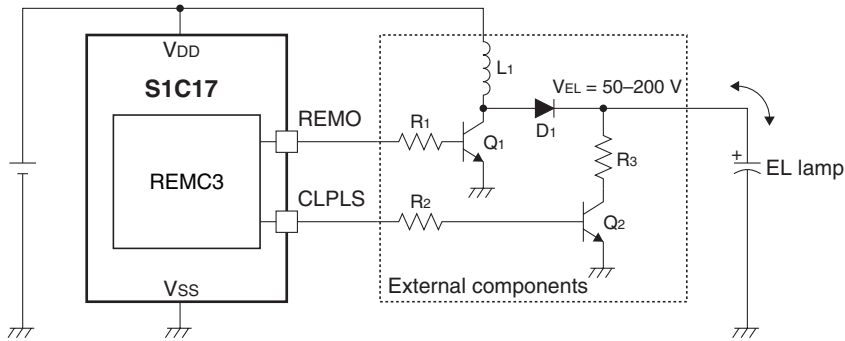 VDD
S1C17
REMC3
REMO
CLPLS
VSS
L1
VEL = 50–200 V
D1
R1
Q1
R3
R2
Q2
External components
+
EL lamp